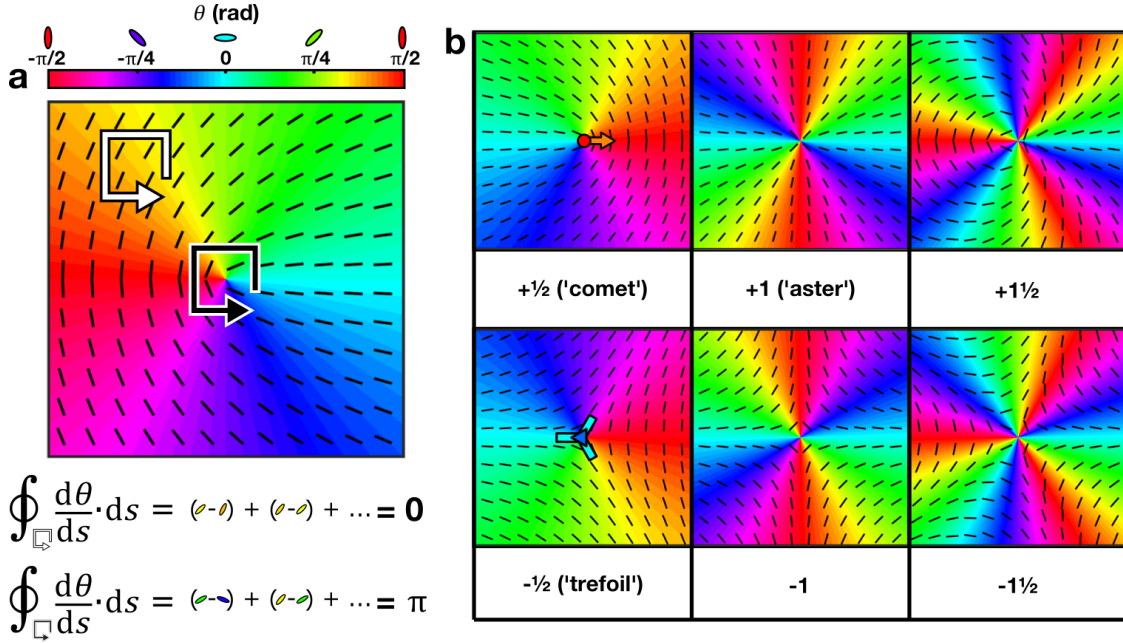 θ (rad)
-π/2 -π/4 0 π/4 π/2
a
b
+½ ('comet') +1 ('aster') +1½
-½ ('trefoil') -1 -1½
∮ dθ/ds · ds = ( - ) + ( - ) + ... = 0
∮ dθ/ds · ds = ( - ) + ( - ) + ... = π